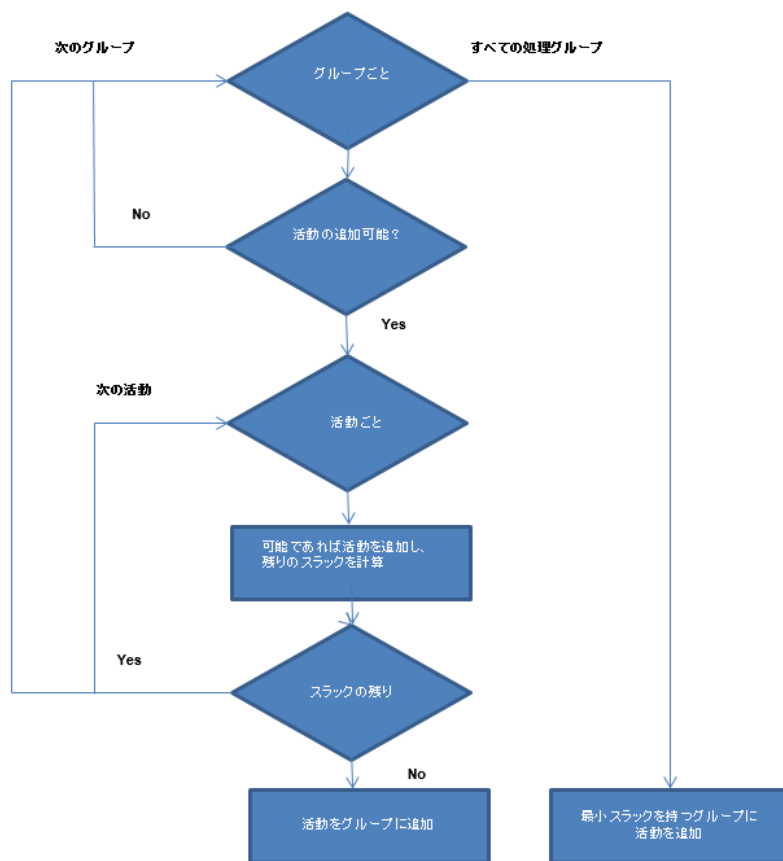 次のグループ
すべての処理グループ
グループごと
No
活動の追加可能？
Yes
次の活動
活動ごと
可能であれば活動を追加し、
残りのスラックを計算
Yes
スラックの残り
No
活動をグループに追加
最小スラックを持つグループに
活動を追加